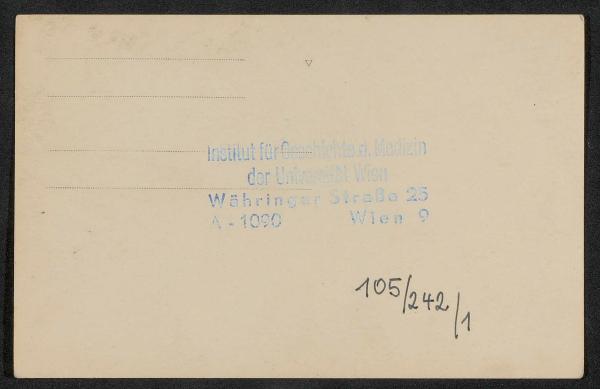 Institut für Geschichte d. Medizin
der Universität Wien
Währinger Straße 25
A-1090 Wien 9
105/242/1